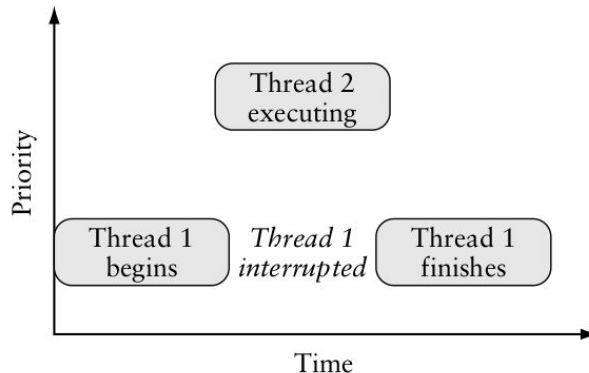 Thread 2
executing
Priority
Thread 1
begins
Thread 1
interrupted
Thread 1
finishes
Time